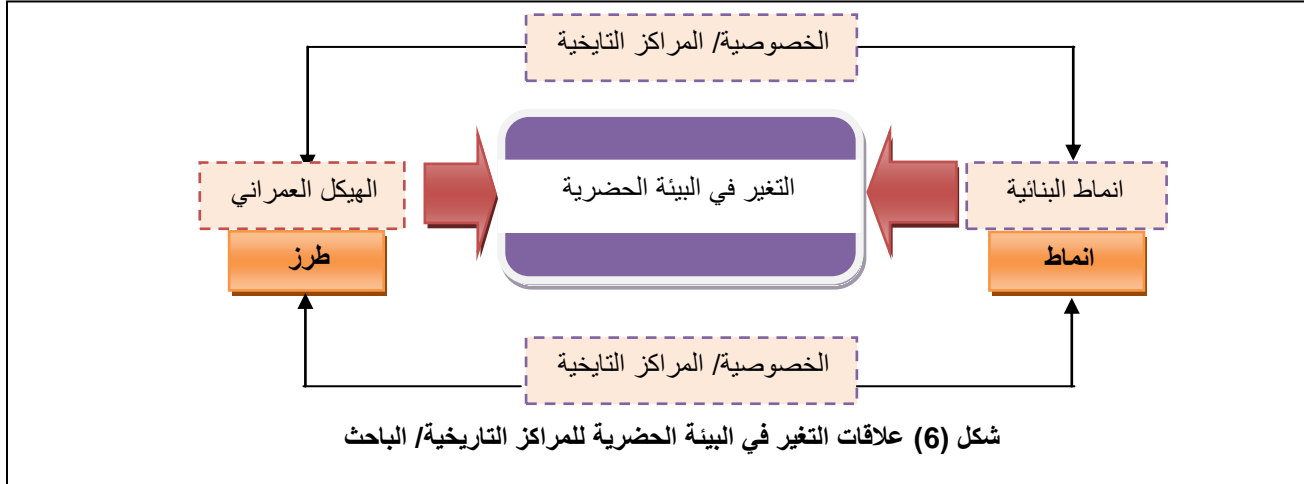 الخصوصية/ المراكز التايخية
انماط البنائية
التغير في البيئة الحضرية
الهيكل العمراني
انماط
طرز
الخصوصية/ المراكز التايخية
شكل (6) علاقات التغير في البيئة الحضرية للمراكز التاريخية/ الباحث